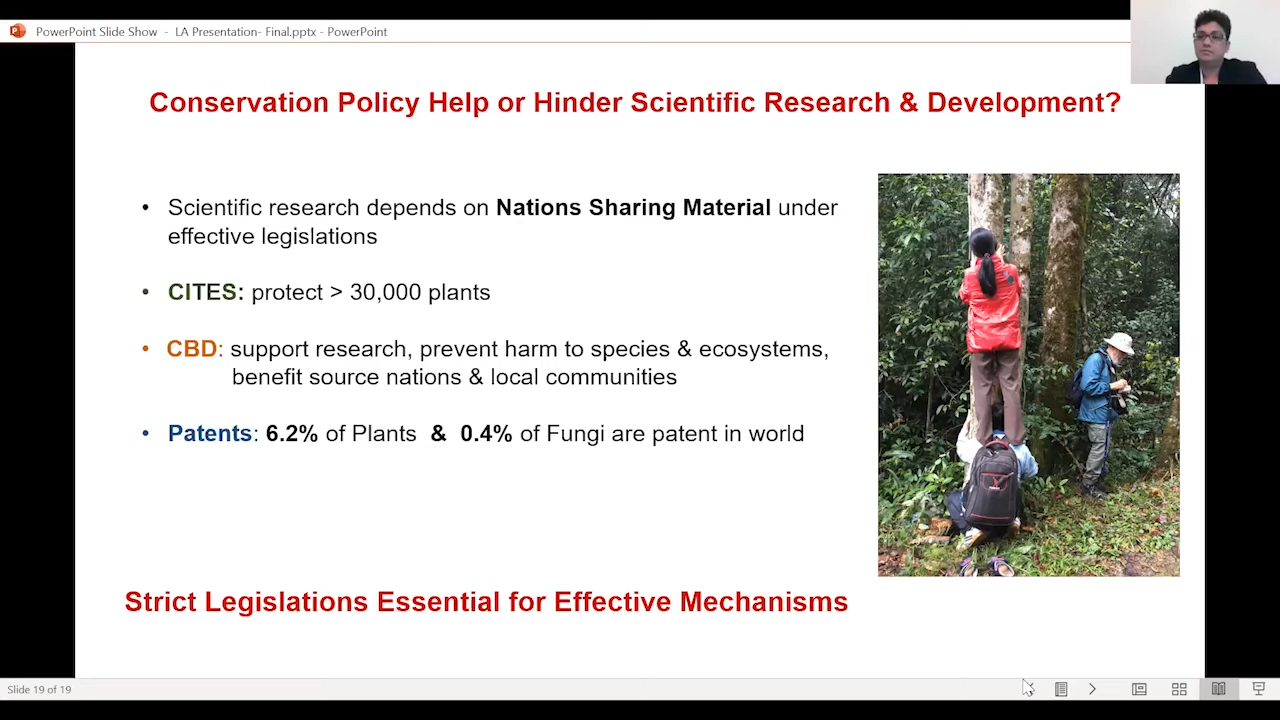 PowerPoint Slide Show - LA Presentation- Final.pptx - PowerPoint
Conservation Policy Help or Hinder Scientific Research & Development?
• Scientific research depends on Nations Sharing Material under
effective legislations
• CITES: protect > 30,000 plants
• CBD: support research, prevent harm to species & ecosystems,
benefit source nations & local communities
• Patents: 6.2% of Plants & 0.4% of Fungi are patent in world
Strict Legislations Essential for Effective Mechanisms
Slide 19 of 19